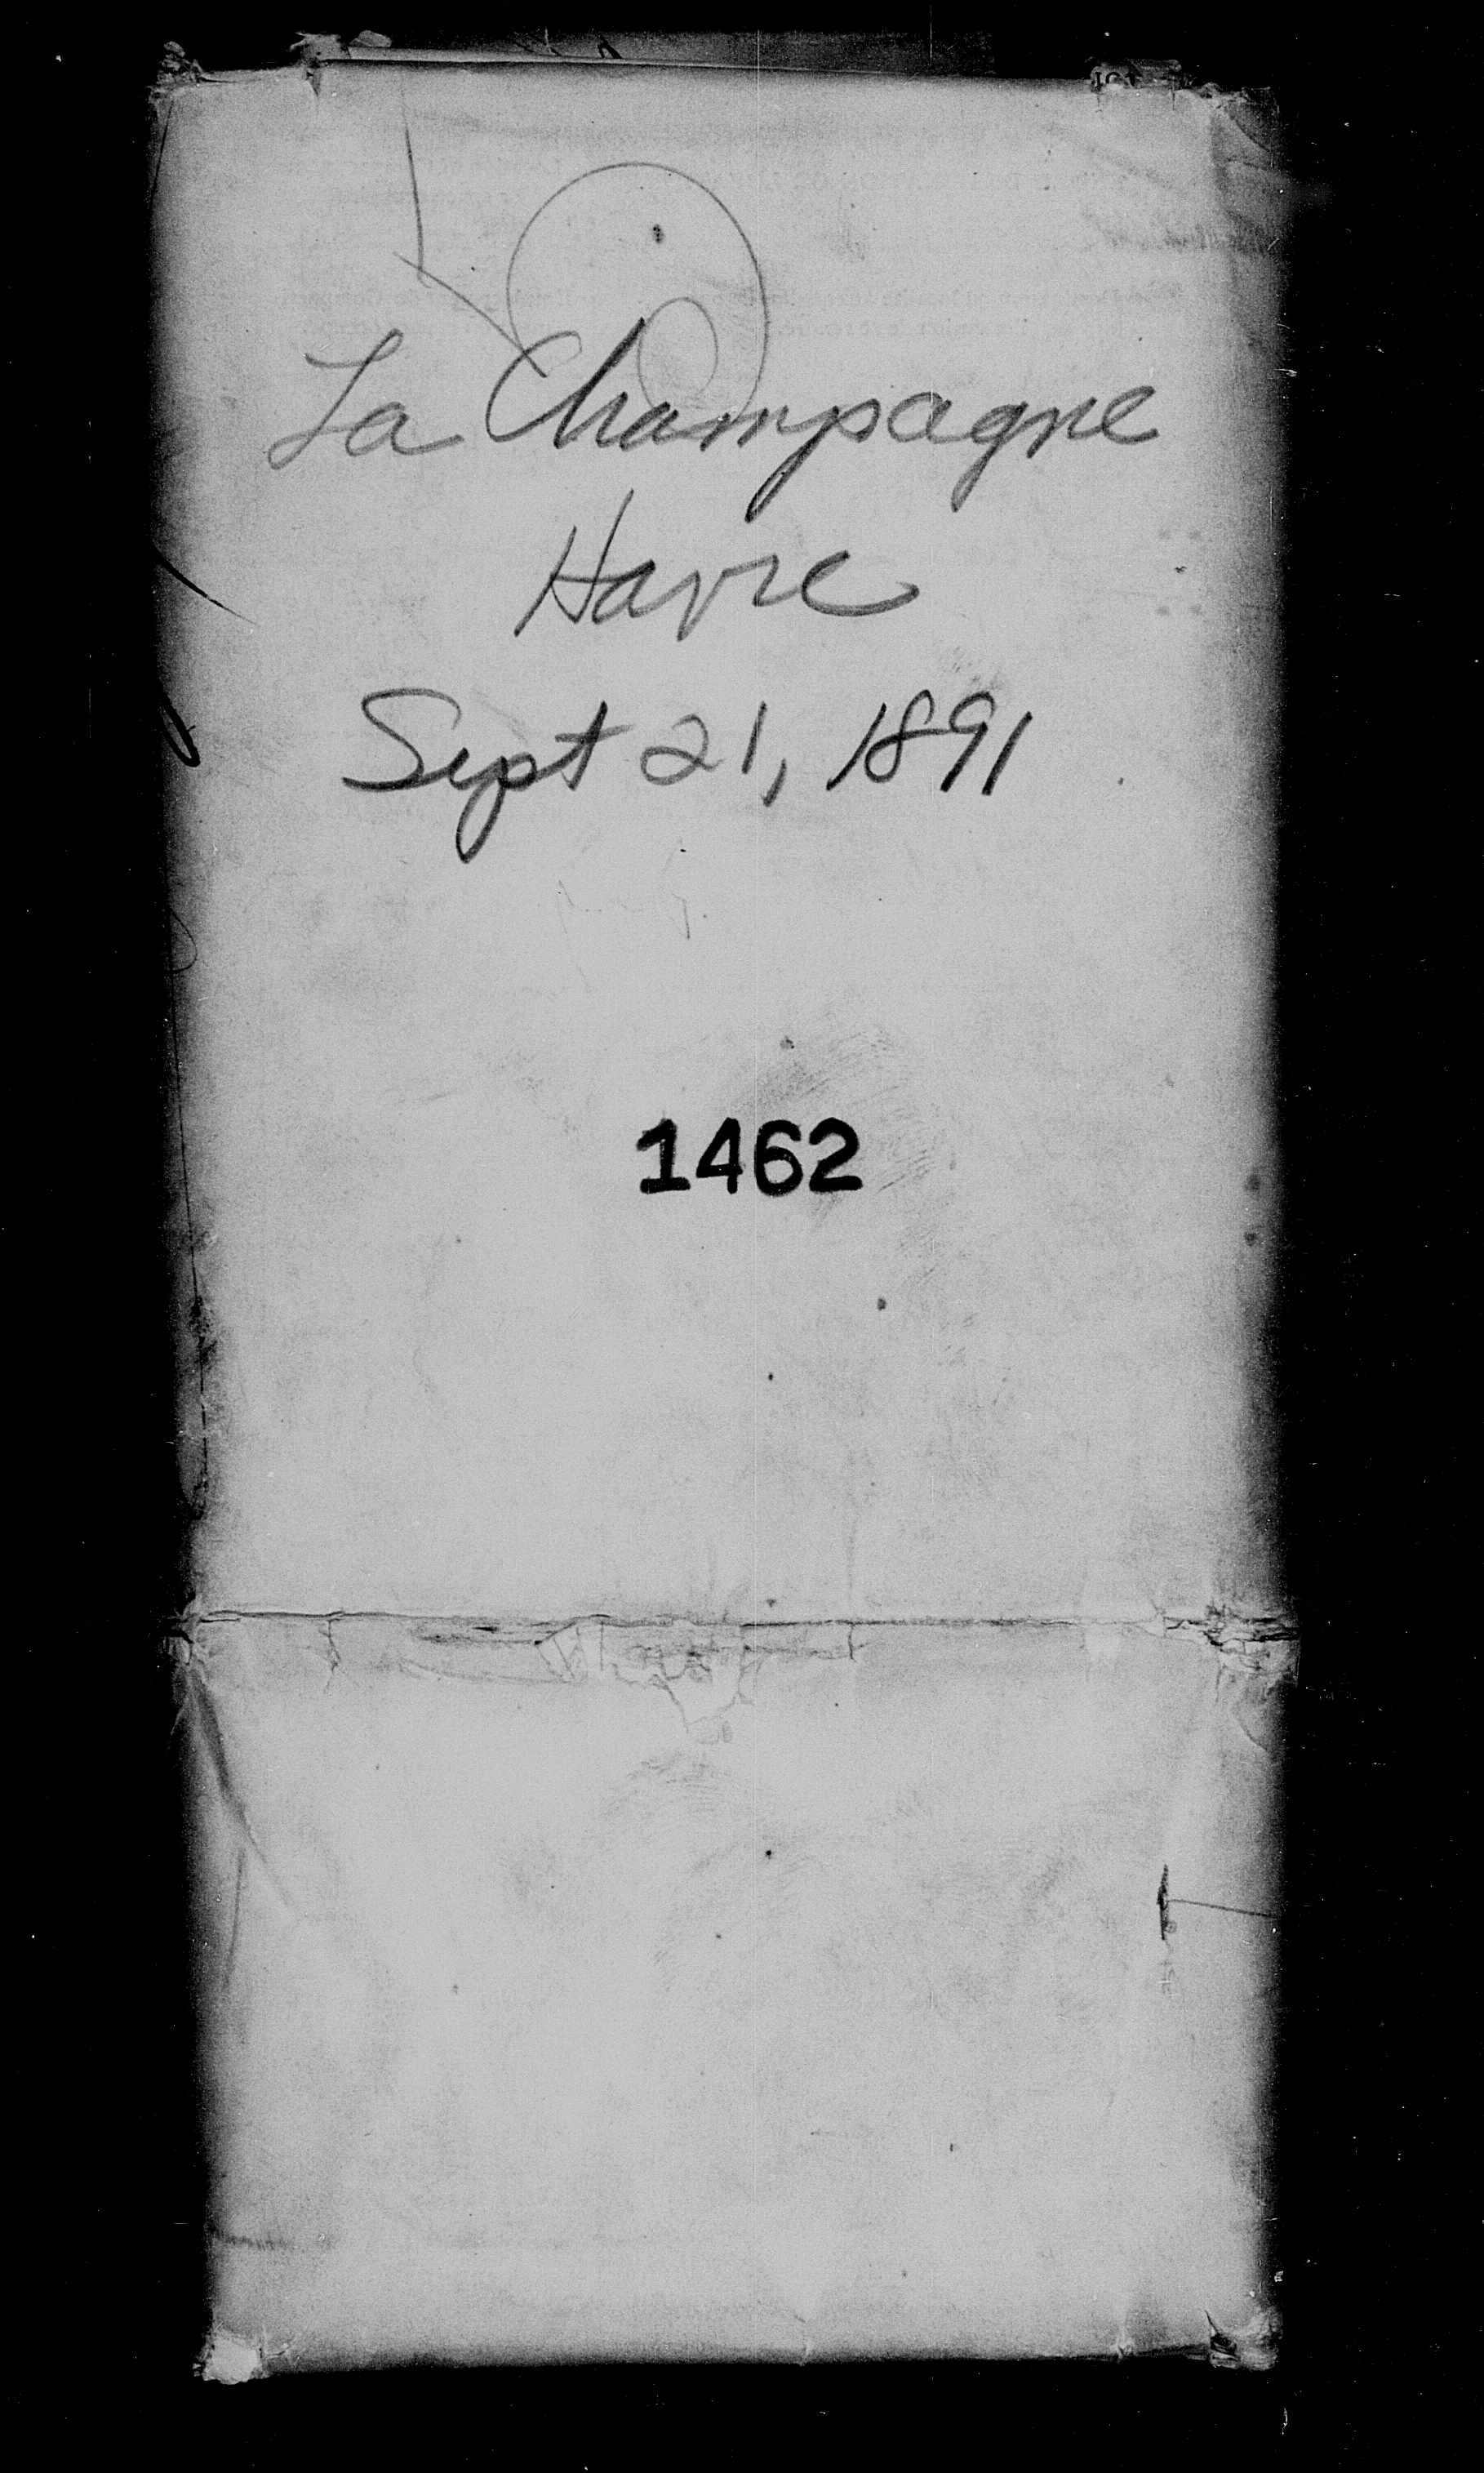 La Champagne
Havre
Sept 21, 1891
1462